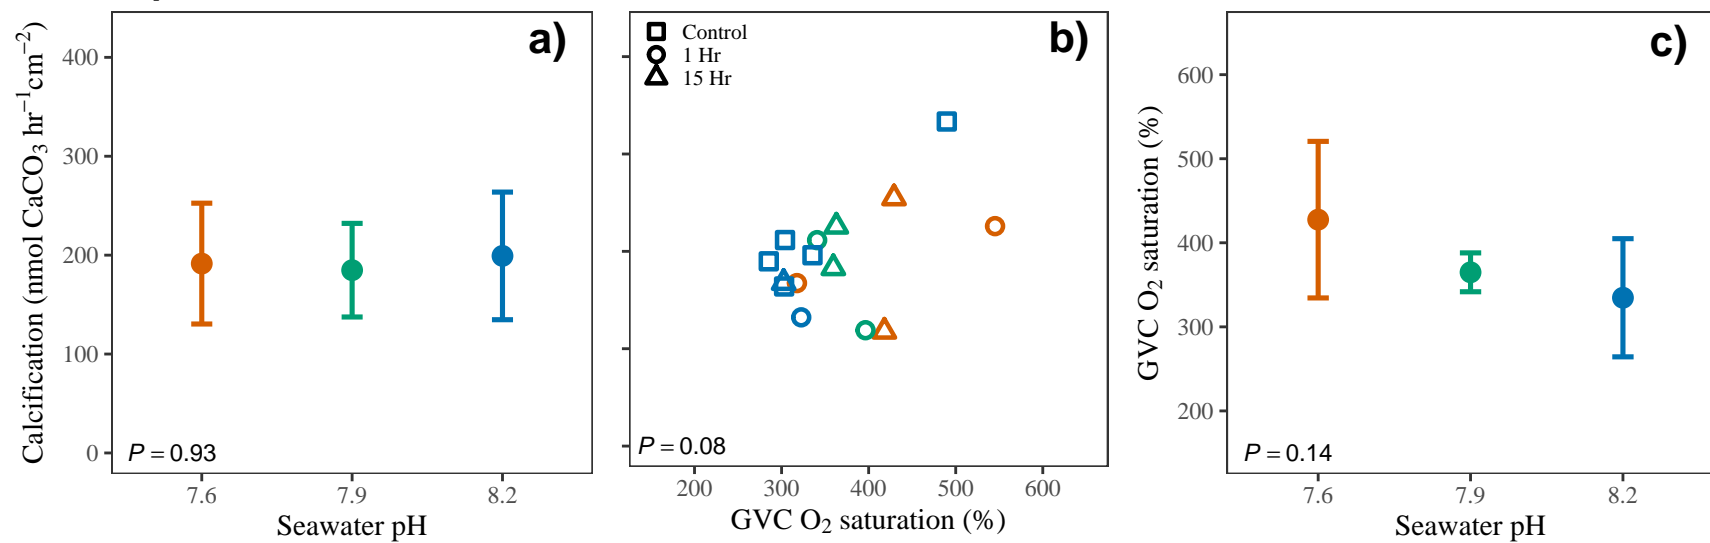 a)
Calcification (nmol CaCO₃ hr⁻¹cm⁻²)
400
300
200
100
0
P = 0.93
7.6 7.9 8.2
Seawater pH
b)
Control
1 Hr
15 Hr
P = 0.08
200 300 400 500 600
GVC O₂ saturation (%)
c)
GVC O₂ saturation (%)
600
500
400
300
200
P = 0.14
7.6 7.9 8.2
Seawater pH